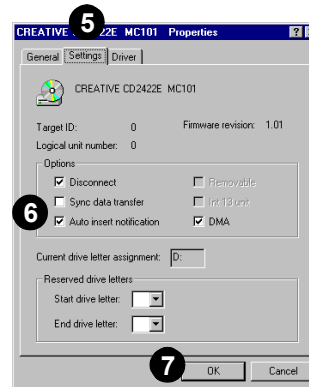 5
CREATIVE CD2422E MC101 Properties
General Settings Driver
CREATIVE CD2422E MC101
Target ID: 0 Firmware revision: 1.01
Logical unit number: 0
Options
Disconnect Removable
6 Sync data transfer Int 13 unit
Auto insert notification DMA
Current drive letter assignment: D:
Reserved drive letters
Start drive letter:
End drive letter:
7 OK Cancel